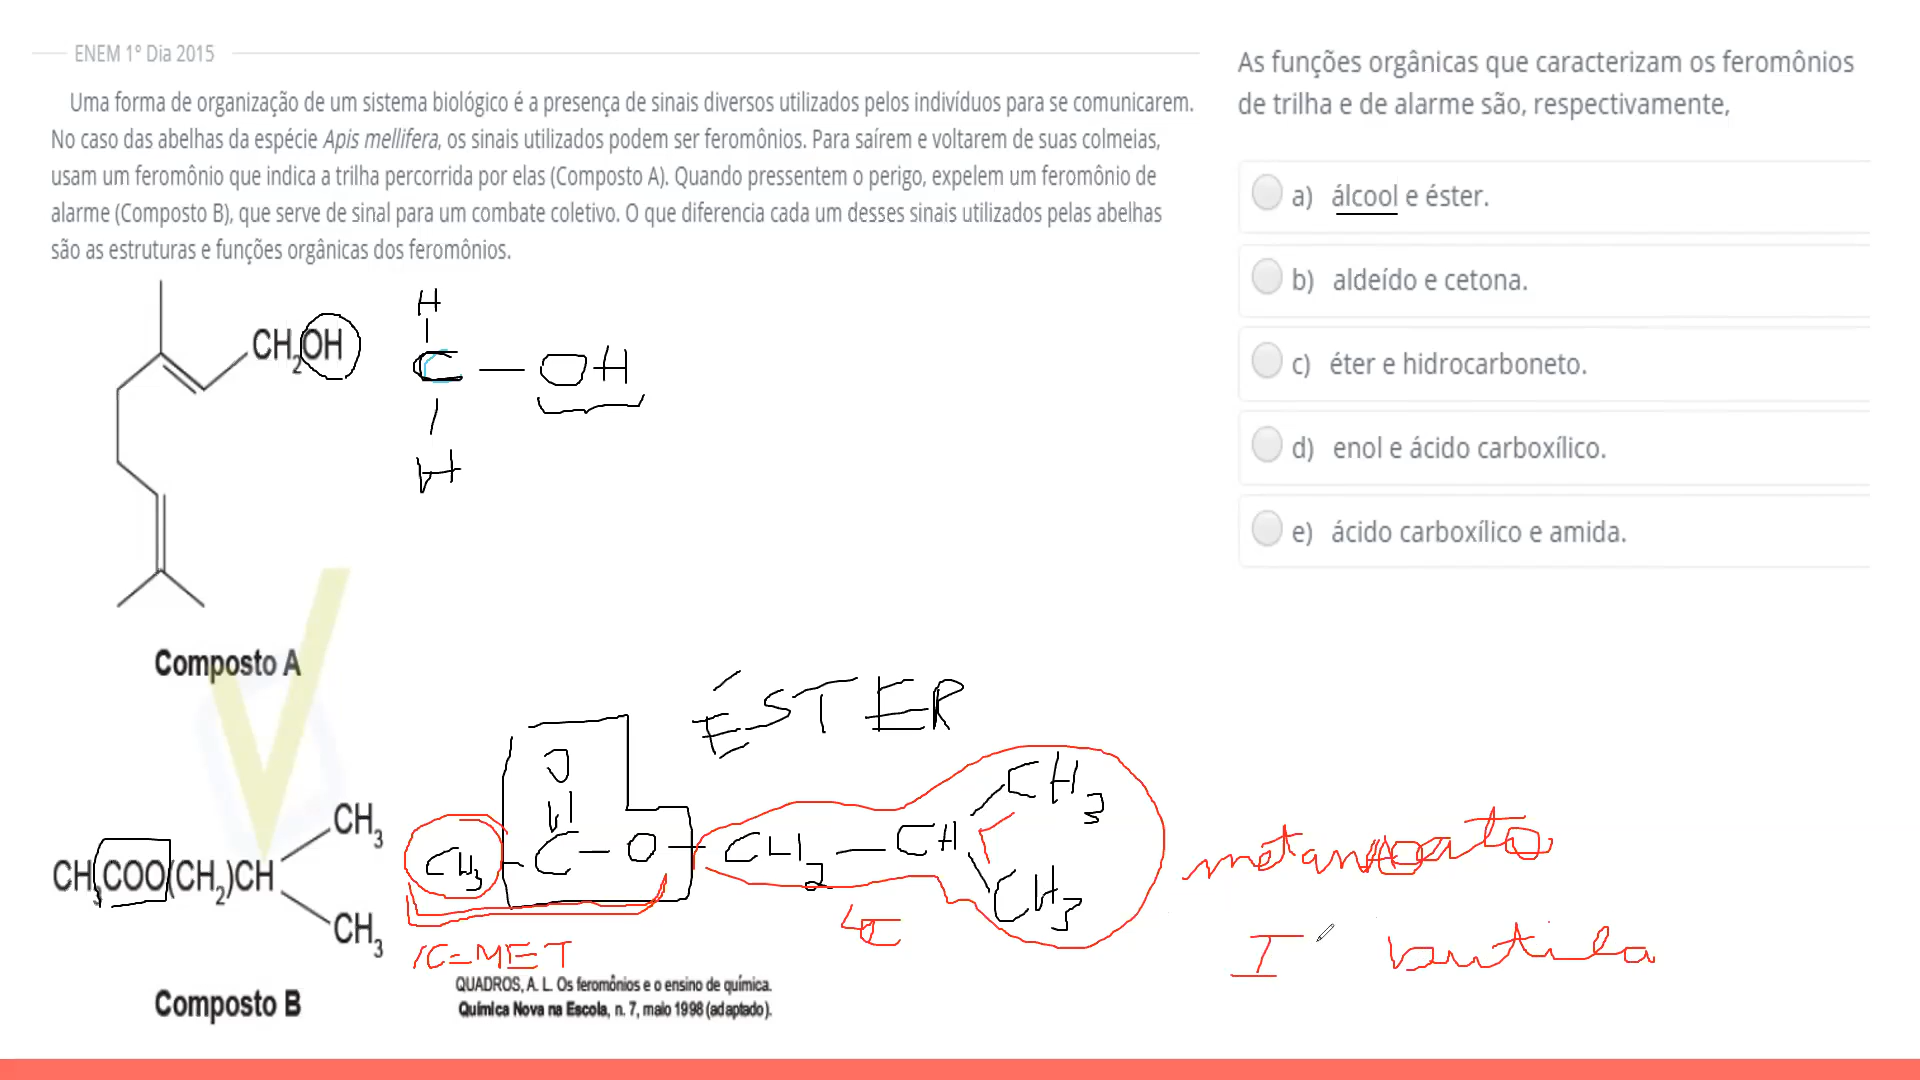 ENEM 1º Dia 2015
Uma forma de organização de um sistema biológico é a presença de sinais diversos utilizados pelos indivíduos para se comunicarem.
No caso das abelhas da espécie Apis mellifera, os sinais utilizados podem ser feromônios. Para saírem e voltarem de suas colmeias,
usam um feromônio que indica a trilha percorrida por elas (Composto A). Quando pressentem o perigo, expelem um feromônio de
alarme (Composto B), que serve de sinal para um combate coletivo. O que diferencia cada um desses sinais utilizados pelas abelhas
são as estruturas e funções orgânicas dos feromônios.
As funções orgânicas que caracterizam os feromônios
de trilha e de alarme são, respectivamente,
a) álcool e éster.
b) aldeído e cetona.
c) éter e hidrocarboneto.
d) enol e ácido carboxílico.
e) ácido carboxílico e amida.
CH₂OH
H
C — OH
H
Composto A
ÉSTER
O
CH₃
CH₃COO(CH₂)CH
CH₃
CH₃ - C - O - CH₂ - CH
CH₃
CH₃
4C
1C=MET
I butila
QUADROS, A. L. Os feromônios e o ensino de química.
Química Nova na Escola, n. 7, maio 1998 (adaptado).
Composto B